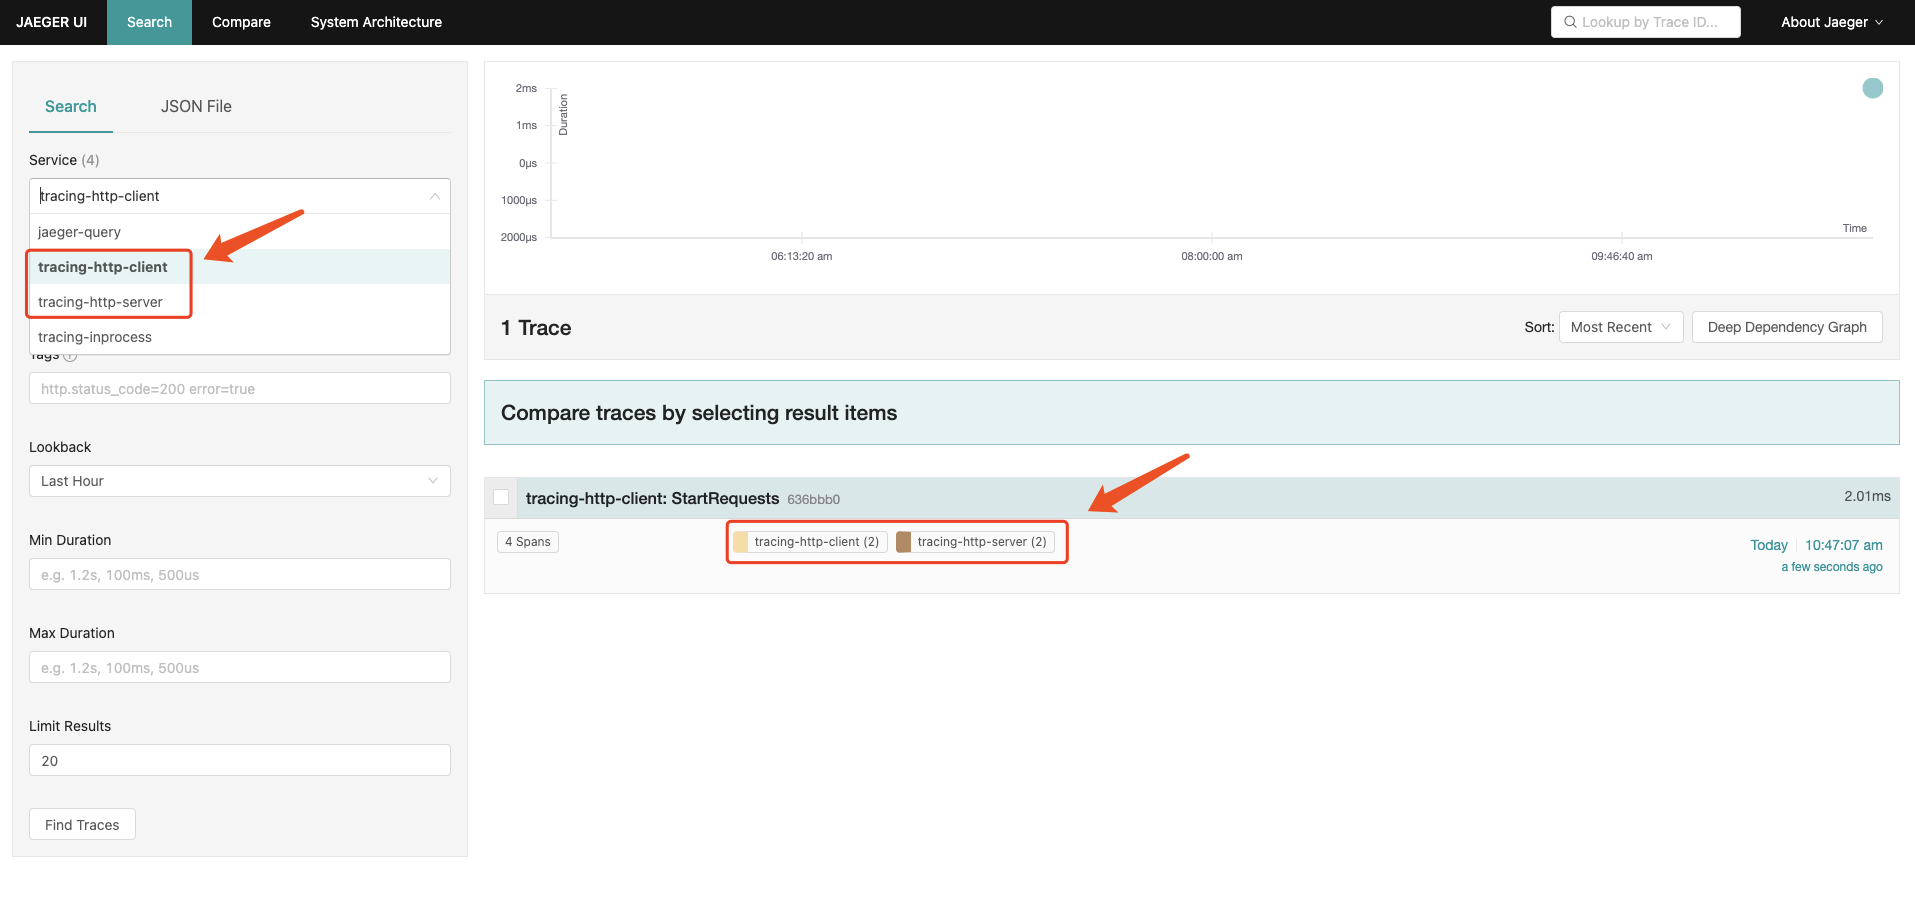 JAEGER UI Search Compare System Architecture Lookup by Trace ID... About Jaeger
Search JSON File
Service (4)
tracing-http-client
jaeger-query
tracing-http-client
tracing-http-server
tracing-inprocess
Tags ?
http.status_code=200 error=true
Lookback
Last Hour
Min Duration
e.g. 1.2s, 100ms, 500us
Max Duration
e.g. 1.2s, 100ms, 500us
Limit Results
20
Find Traces
Duration
2ms
1ms
0μs
1000μs
2000μs
Time
06:13:20 am 08:00:00 am 09:46:40 am
1 Trace Sort: Most Recent Deep Dependency Graph
Compare traces by selecting result items
tracing-http-client: StartRequests 636bbb0 2.01ms
4 Spans tracing-http-client (2) tracing-http-server (2) Today 10:47:07 am
a few seconds ago